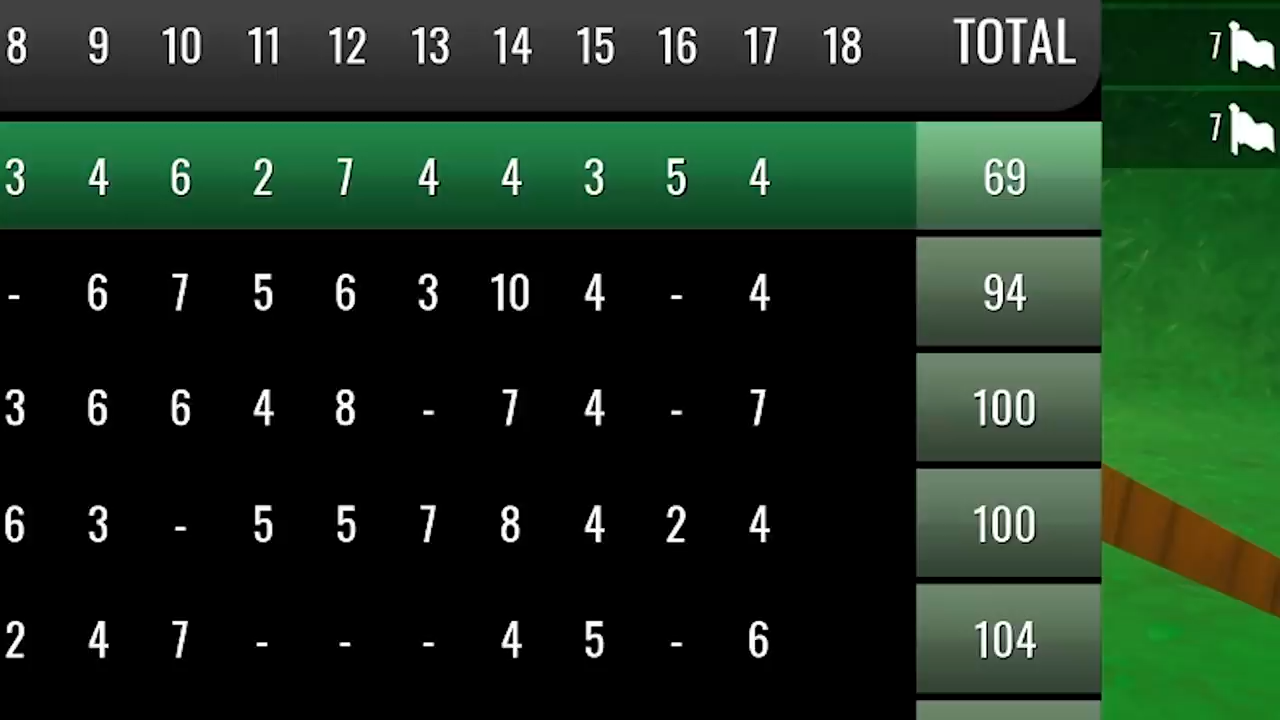 8 9 10 11 12 13 14 15 16 17 18 TOTAL 7
7
3 4 6 2 7 4 4 3 5 4 69
- 6 7 5 6 3 10 4 - 4 94
3 6 6 4 8 - 7 4 - 7 100
6 3 - 5 5 7 8 4 2 4 100
2 4 7 - - - 4 5 - 6 104